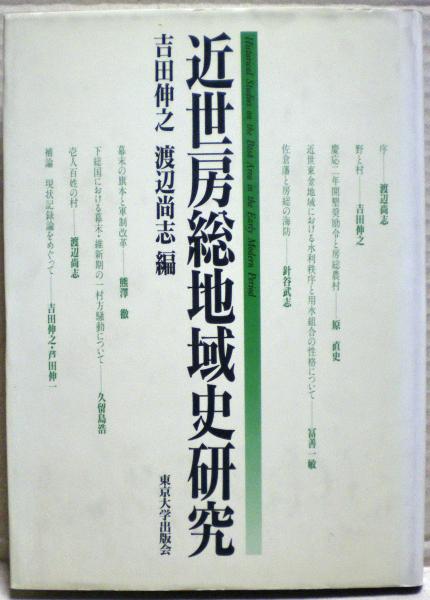 序――渡辺尚志
野と村――吉田伸之
慶応二年開墾奨励令と房総農村――原 直史
近世東金地域における水利秩序と用水組合の性格について――冨善一敏
佐倉藩と房総の海防――針谷武志
Historical Studies on the Bōsō Area in the Early Modern Period
近世房総地域史研究
吉田伸之 渡辺尚志 編
幕末の旗本と軍制改革――熊澤 徹
下総国における幕末・維新期の一村方騒動について――久留島浩
壱人百姓の村――渡辺尚志
補論 現状記録論をめぐって――吉田伸之・芦田伸一
東京大学出版会